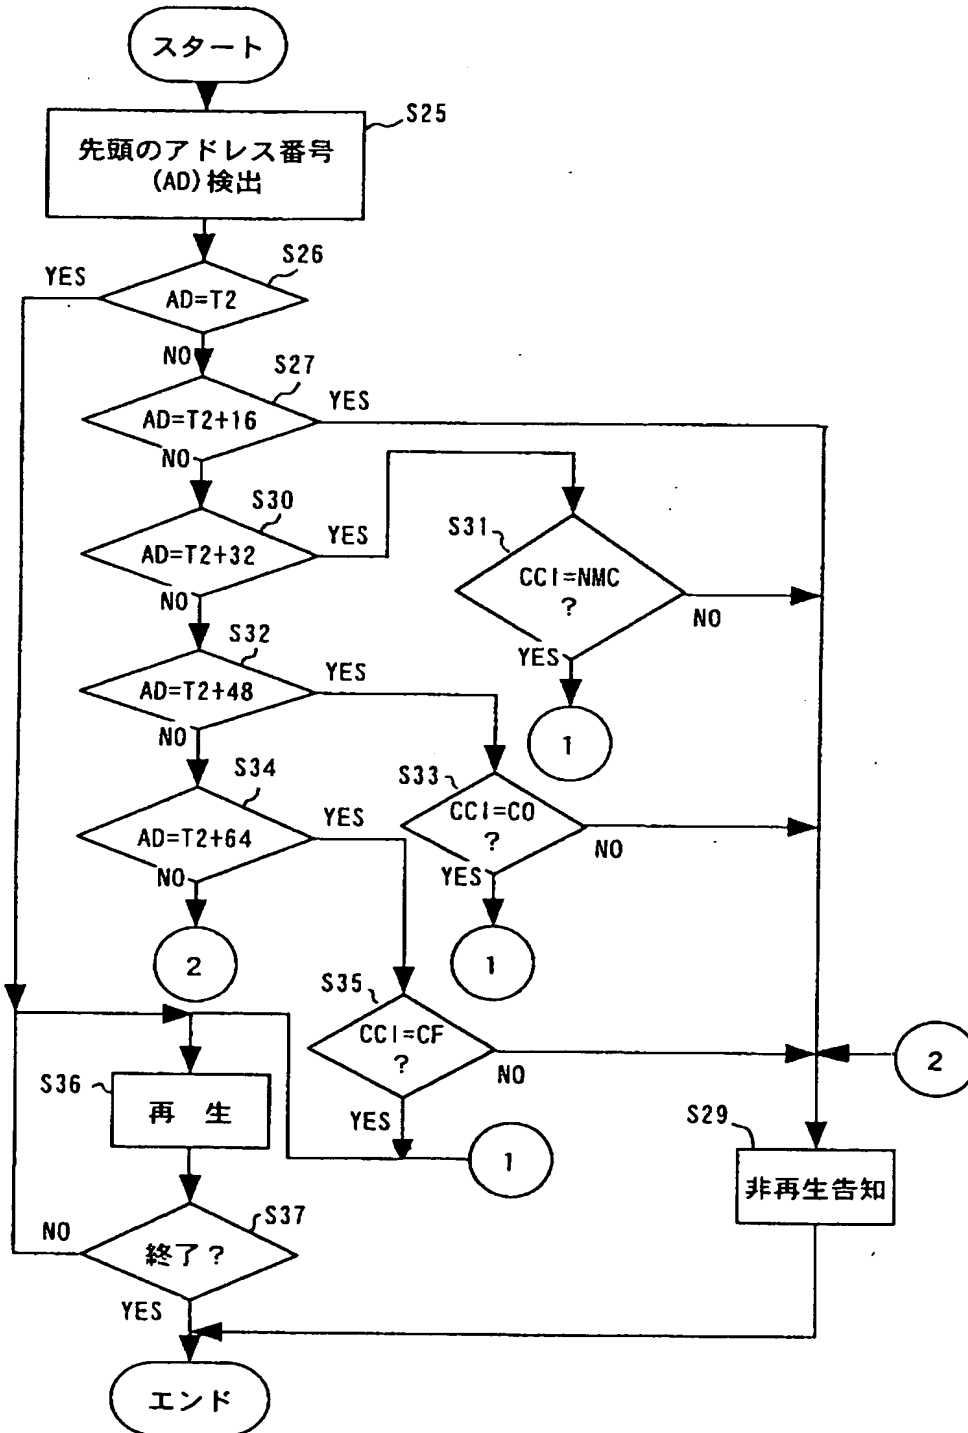 スタート
S25
先頭のアドレス番号
(AD)検出
S26
YES
AD=T2
NO
S27
YES
AD=T2+16
NO
S30
YES
AD=T2+32
NO
S31
CCI=NMC
?
NO
YES
1
S32
YES
AD=T2+48
NO
S33
CCI=CO
?
NO
YES
1
S34
YES
AD=T2+64
NO
2
S35
CCI=CF
?
NO
YES
1
2
S36
再 生
S29
非再生告知
S37
NO
終了?
YES
エンド